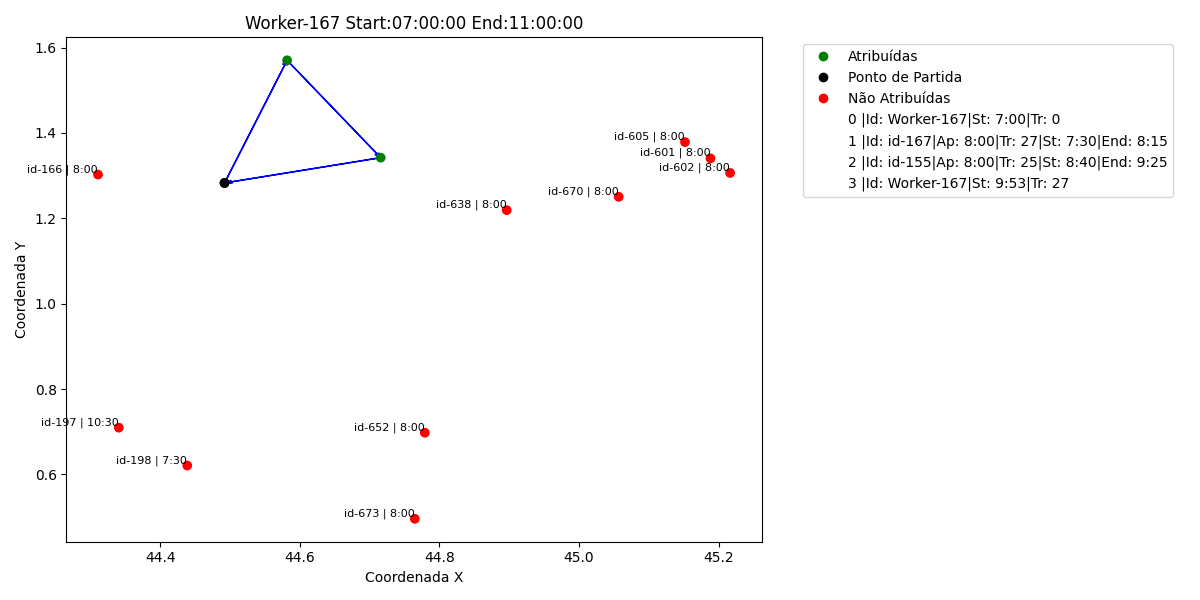 Worker-167 Start:07:00:00 End:11:00:00
Coordenada Y
1.6
1.4
1.2
1.0
0.8
0.6
id-605 | 8:00
id-601 | 8:00
id-602 | 8:00
id-166 | 8:00
id-670 | 8:00
id-638 | 8:00
id-197 | 10:30
id-652 | 8:00
id-198 | 7:30
id-673 | 8:00
44.4
44.6
44.8
45.0
45.2
Coordenada X
Atribuídas
Ponto de Partida
Não Atribuídas
0 |Id: Worker-167|St: 7:00|Tr: 0
1 |Id: id-167|Ap: 8:00|Tr: 27|St: 7:30|End: 8:15
2 |Id: id-155|Ap: 8:00|Tr: 25|St: 8:40|End: 9:25
3 |Id: Worker-167|St: 9:53|Tr: 27